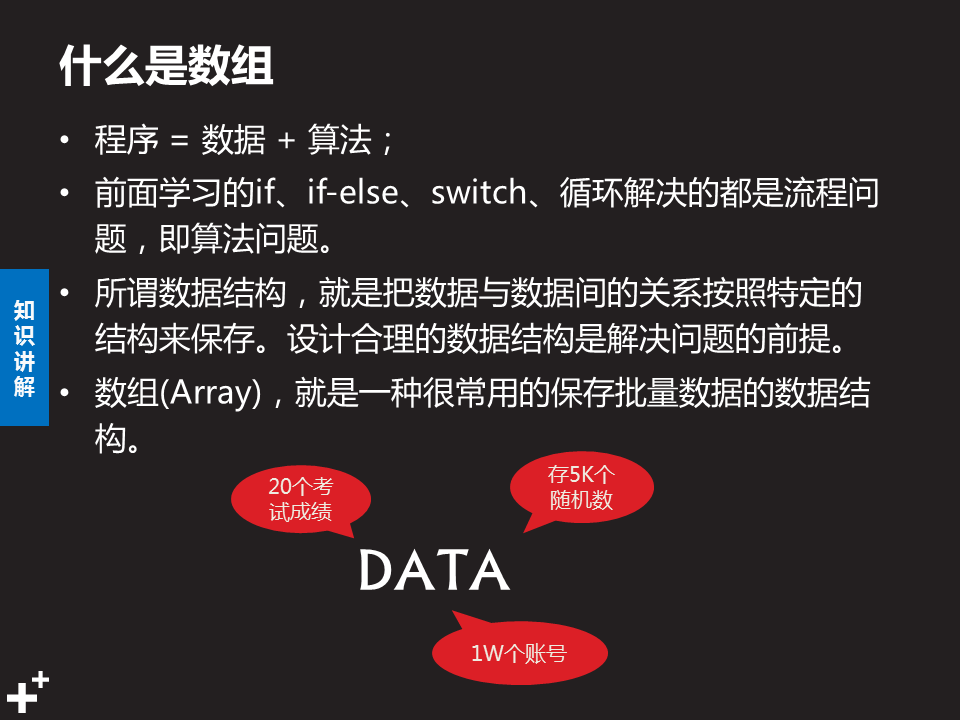 什么是数组
• 程序 = 数据 + 算法；
• 前面学习的if、if-else、switch、循环解决的都是流程问
题，即算法问题。
• 所谓数据结构，就是把数据与数据间的关系按照特定的
结构来保存。设计合理的数据结构是解决问题的前提。
• 数组(Array)，就是一种很常用的保存批量数据的数据结
构。
知
识
讲
解
20个考
试成绩
存5K个
随机数
DATA
1W个账号